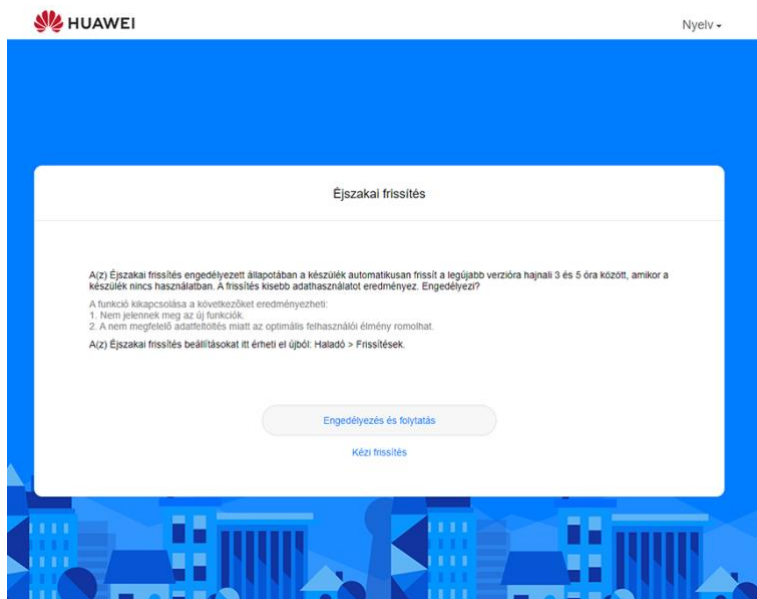 HUAWEI
Nyelv
Éjszakai frissítés
A(z) Éjszakai frissítés engedélyezett állapotában a készülék automatikusan frissít a legújabb verzióra hajnali 3 és 5 óra között, amikor a
készülék nincs használatban. A frissítés kisebb adathasználatot eredményez. Engedélyezi?
A funkció kikapcsolása a következőket eredményezheti:
1. Nem jelennek meg az új funkciók.
2. A nem megfelelő adatfeltöltés miatt az optimális felhasználói élmény romolhat.
A(z) Éjszakai frissítés beállításokat itt érheti el újból: Haladó > Frissítések.
Engedélyezés és folytatás
Kézi frissítés